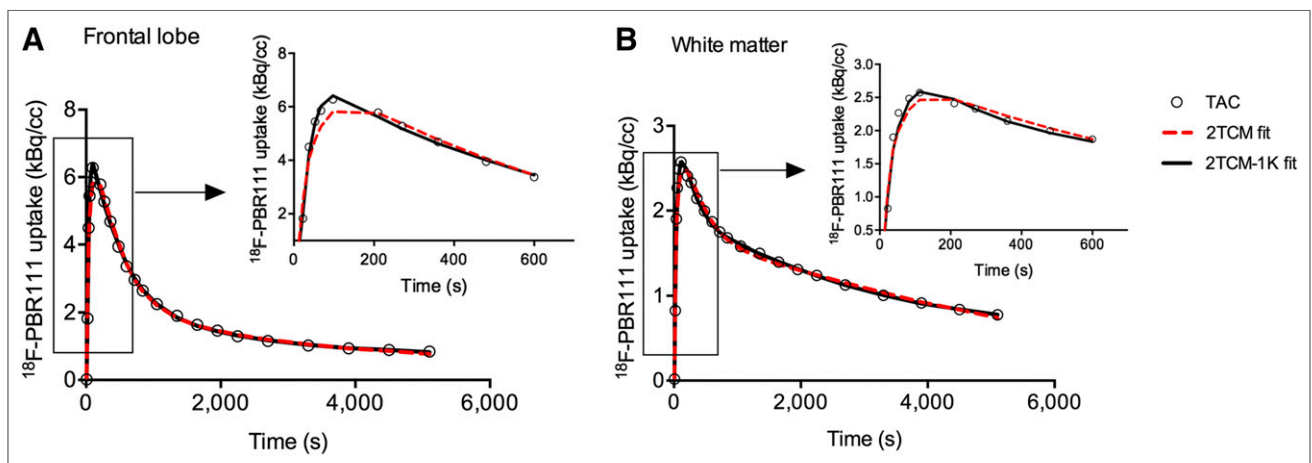 A Frontal lobe
¹⁸F-PBR111 uptake (kBq/cc)
8
6
4
2
0
0 2,000 4,000 6,000
Time (s)
¹⁸F-PBR111 uptake (kBq/cc)
8
6
4
2
0 200 400 600
Time (s)
B White matter
¹⁸F-PBR111 uptake (kBq/cc)
3
2
1
0
0 2,000 4,000 6,000
Time (s)
¹⁸F-PBR111 uptake (kBq/cc)
3.0
2.5
2.0
1.5
1.0
0.5
0 200 400 600
Time (s)
TAC
2TCM fit
2TCM-1K fit